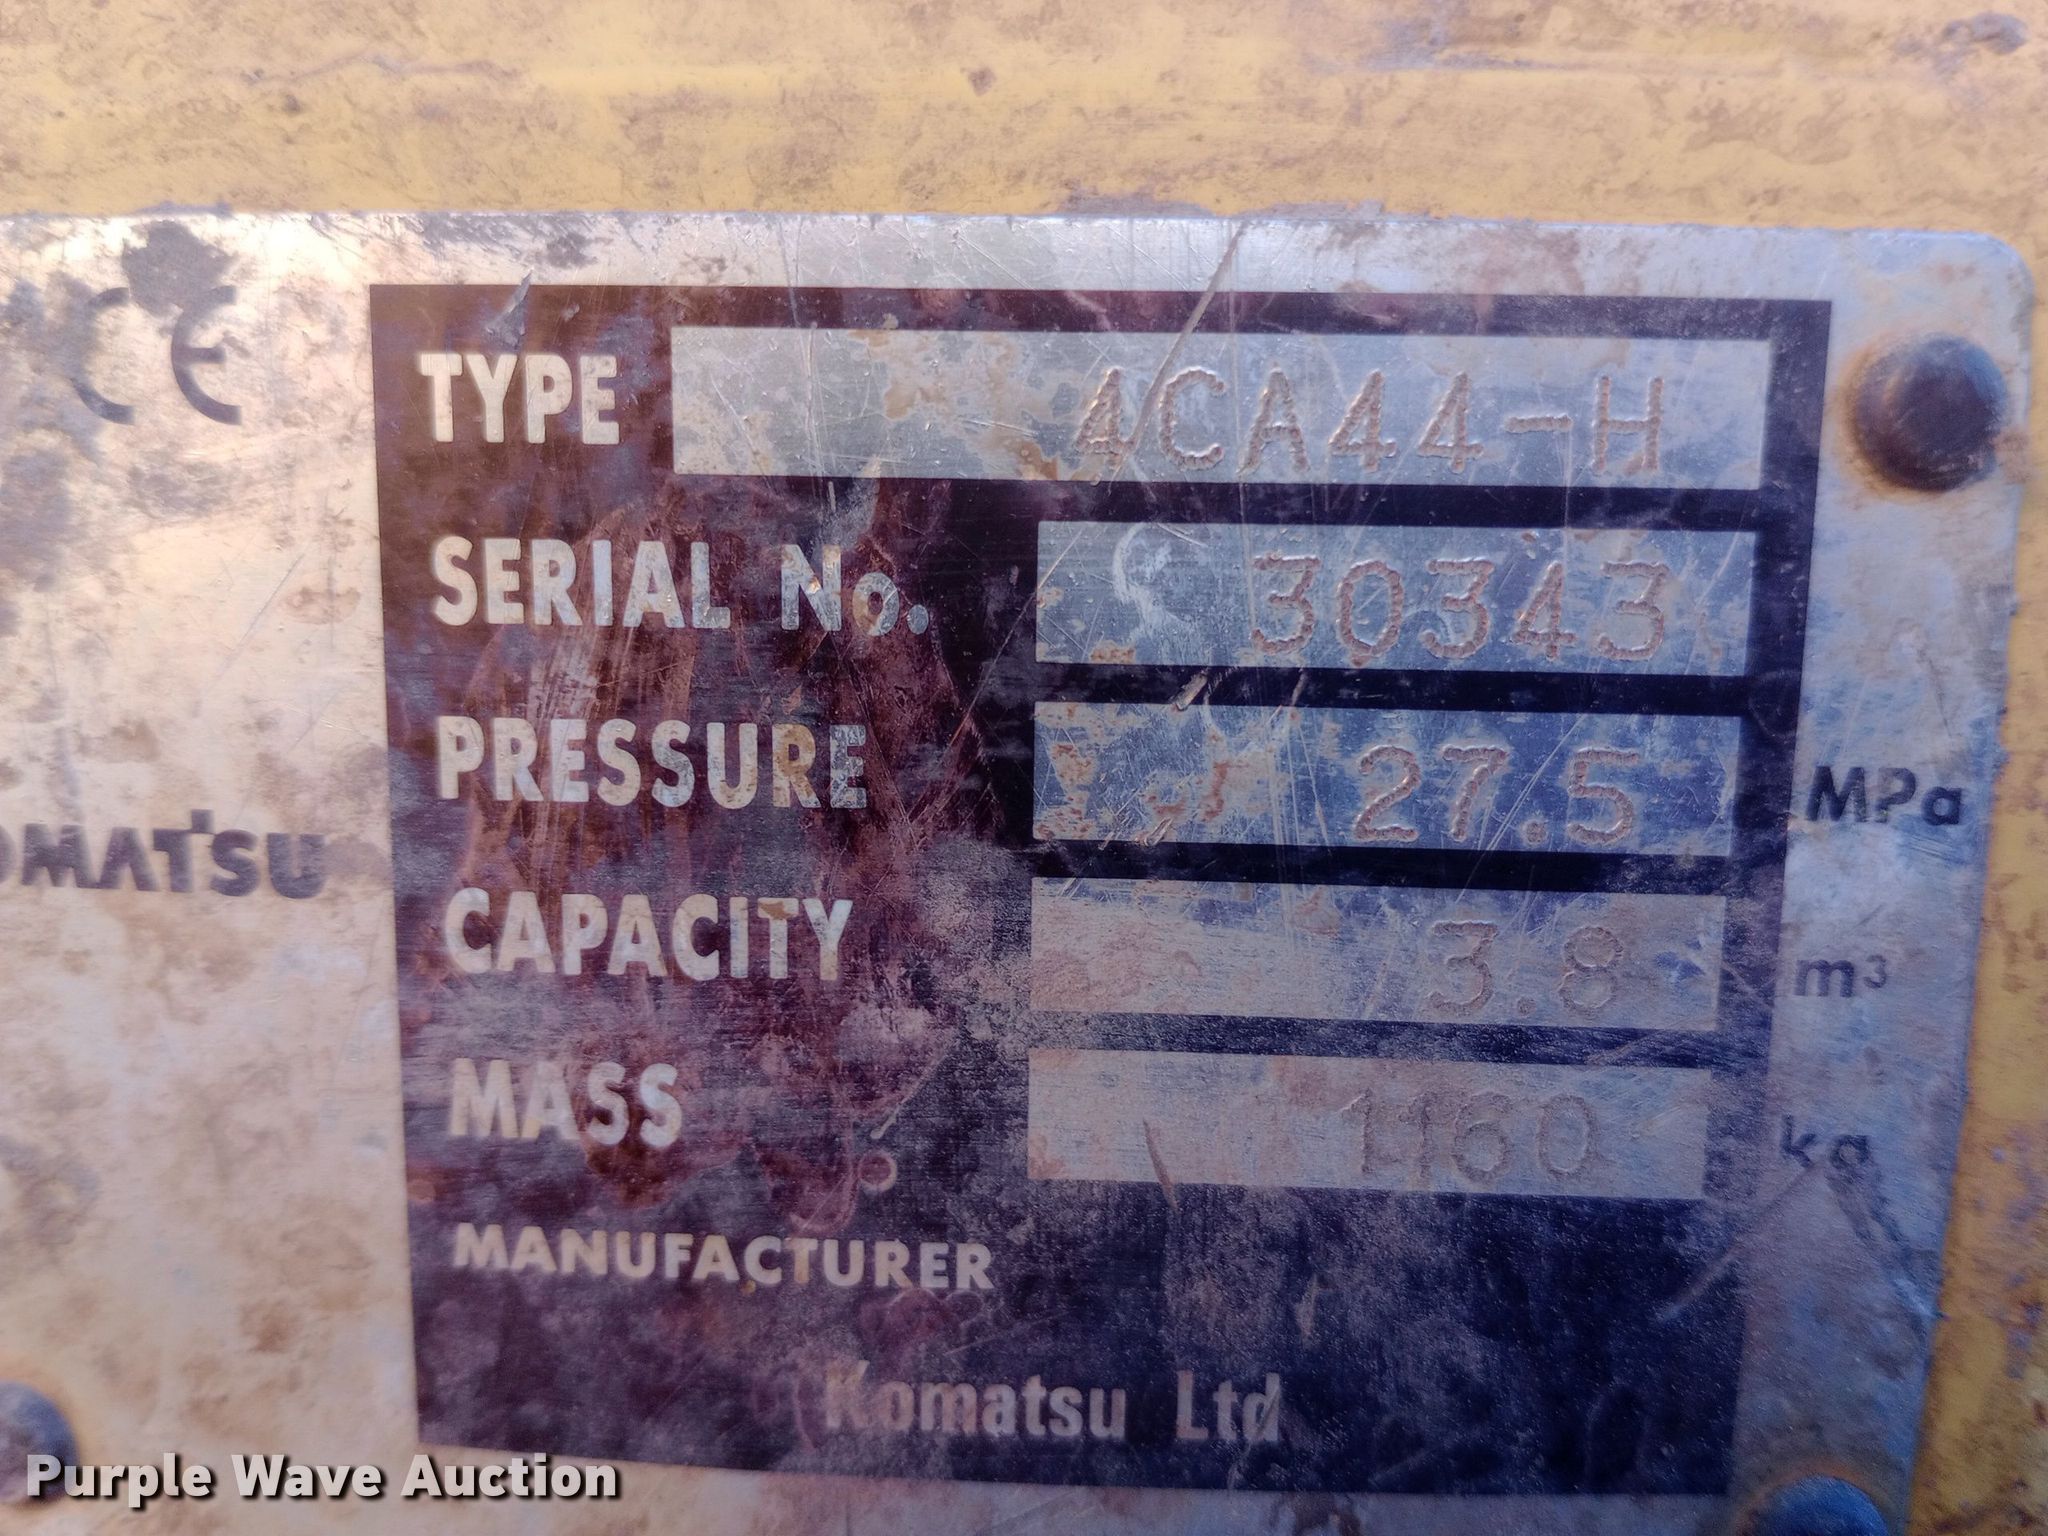 CE
TYPE 4CA44-H
SERIAL No. 30343
PRESSURE 27.5 MPa
OMATSU
CAPACITY 3.8 m³
MASS 1160 kg
MANUFACTURER
Komatsu Ltd
Purple Wave Auction